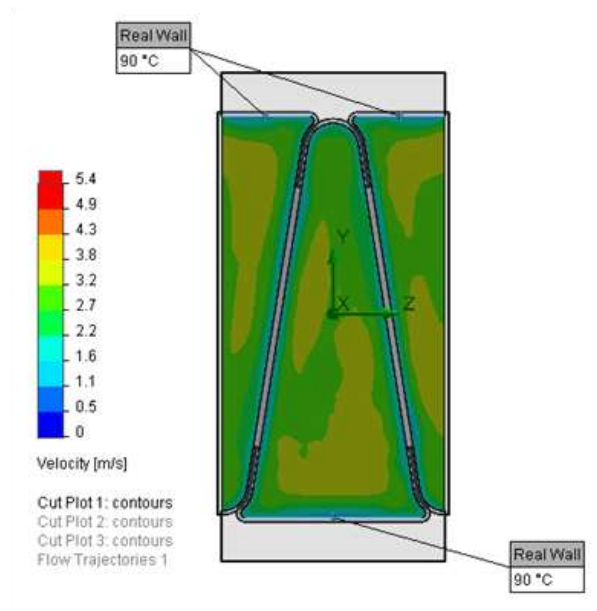 Real Wall
90 °C
5.4
4.9
4.3
3.8
3.2
2.7
2.2
1.6
1.1
0.5
0
Y
X
Z
Velocity [m/s]
Cut Plot 1: contours
Cut Plot 2: contours
Cut Plot 3: contours
Flow Trajectories 1
Real Wall
90 °C